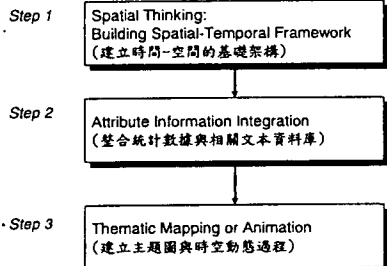 Step 1
Spatial Thinking:
Building Spatial-Temporal Framework
(建立時間-空間的基礎架構)
Step 2
Attribute Information Integration
(整合統計數據與相關文本資料庫)
Step 3
Thematic Mapping or Animation
(建立主題圖與時空動態過程)